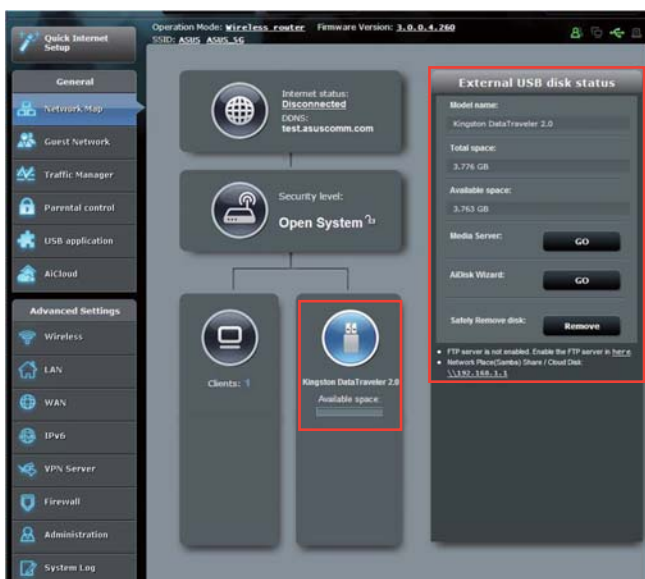 Quick Internet
Setup
Operation Mode: Wireless router Firmware Version: 3.0.0.4.260
SSID: ASUS ASUS_5G
General
Network Map
Guest Network
Traffic Manager
Parental control
USB application
AiCloud
Advanced Settings
Wireless
LAN
WAN
IPv6
VPN Server
Firewall
Administration
System Log
Internet status:
Disconnected
DDNS:
test.asuscomm.com
Security level:
Open System
Clients: 1
Kingston DataTraveler 2.0
Available space:
External USB disk status
Model name:
Kingston DataTraveler 2.0
Total space:
3.776 GB
Available space:
3.763 GB
Media Server: GO
AiDisk Wizard: GO
Safely Remove disk: Remove
FTP server is not enabled. Enable the FTP server in here.
Network Place(Samba) Share / Cloud Disk:
\\192.168.1.1